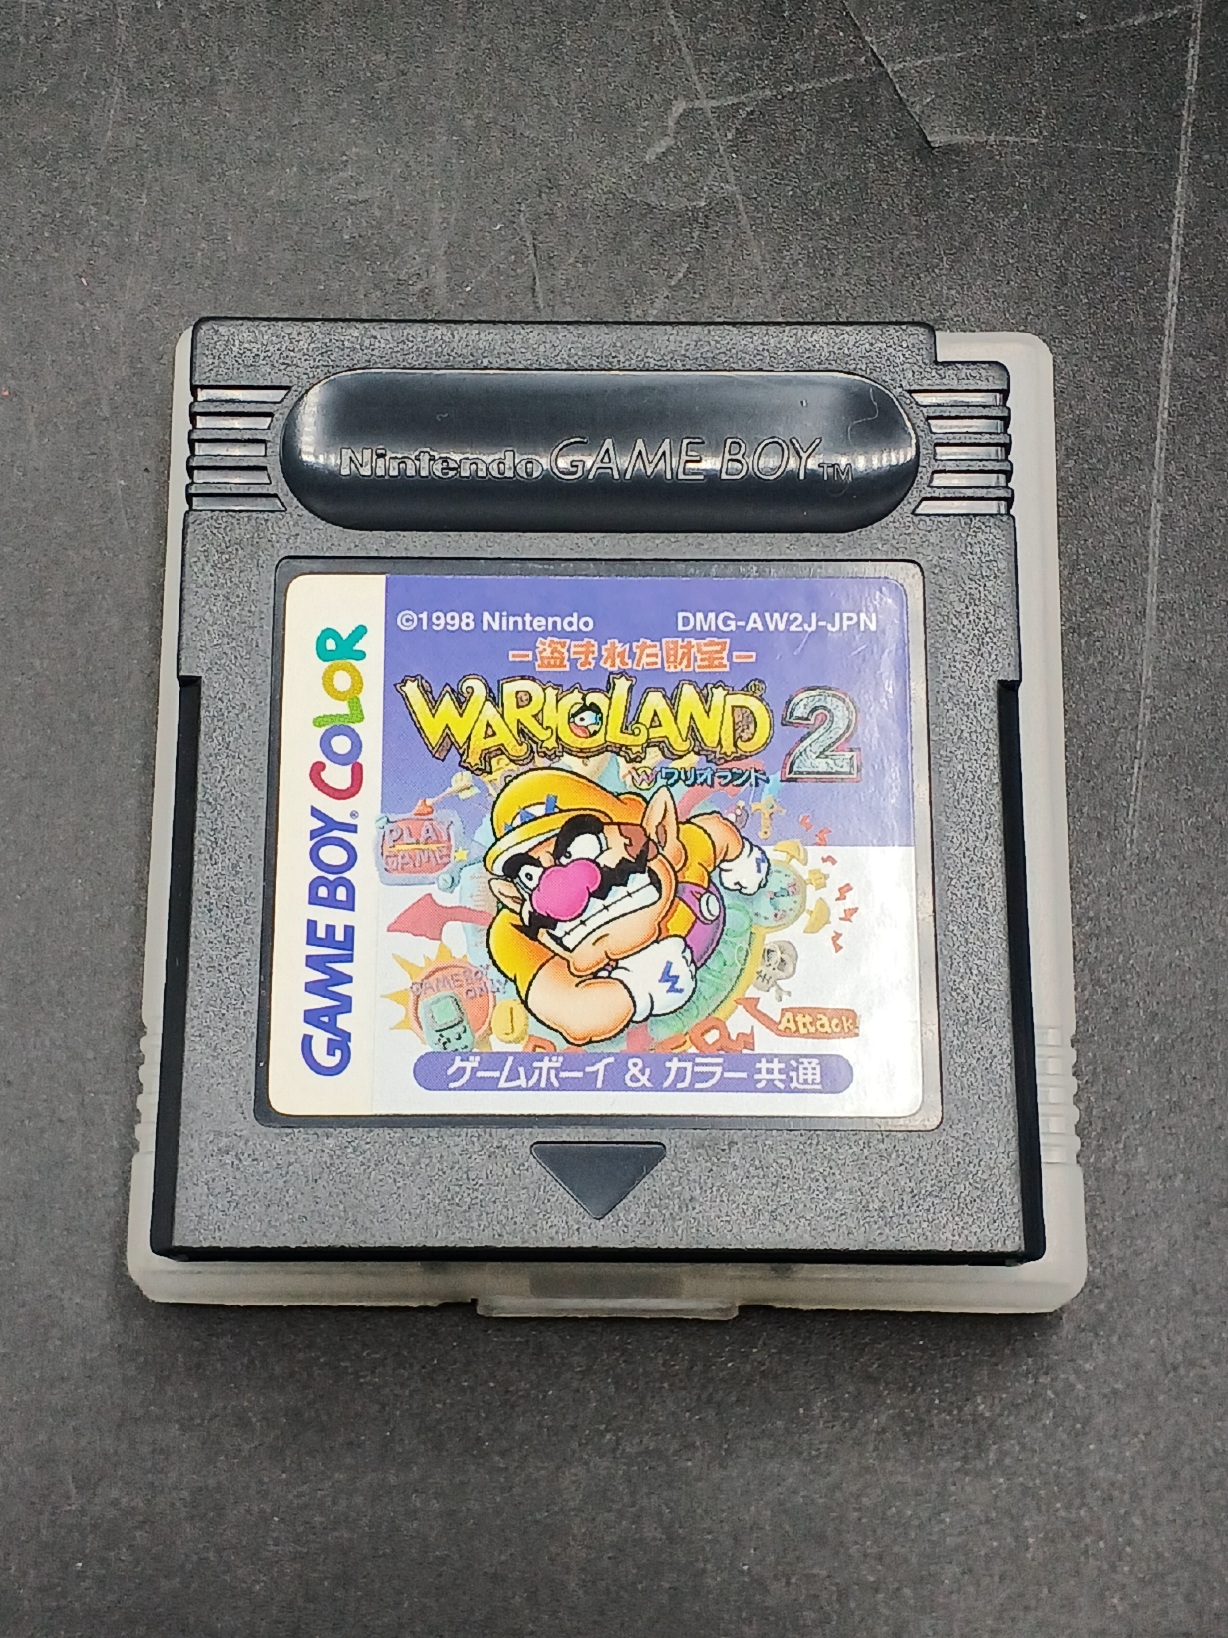 Nintendo GAME BOY TM
©1998 Nintendo DMG-AW2J-JPN
-盗まれた財宝-
WARIOLAND® 2
ワリオランド
PLAY
GAME
GAMEBOY
ONLY
Attack!
ゲームボーイ & カラー共通
GAME BOY® COLOR